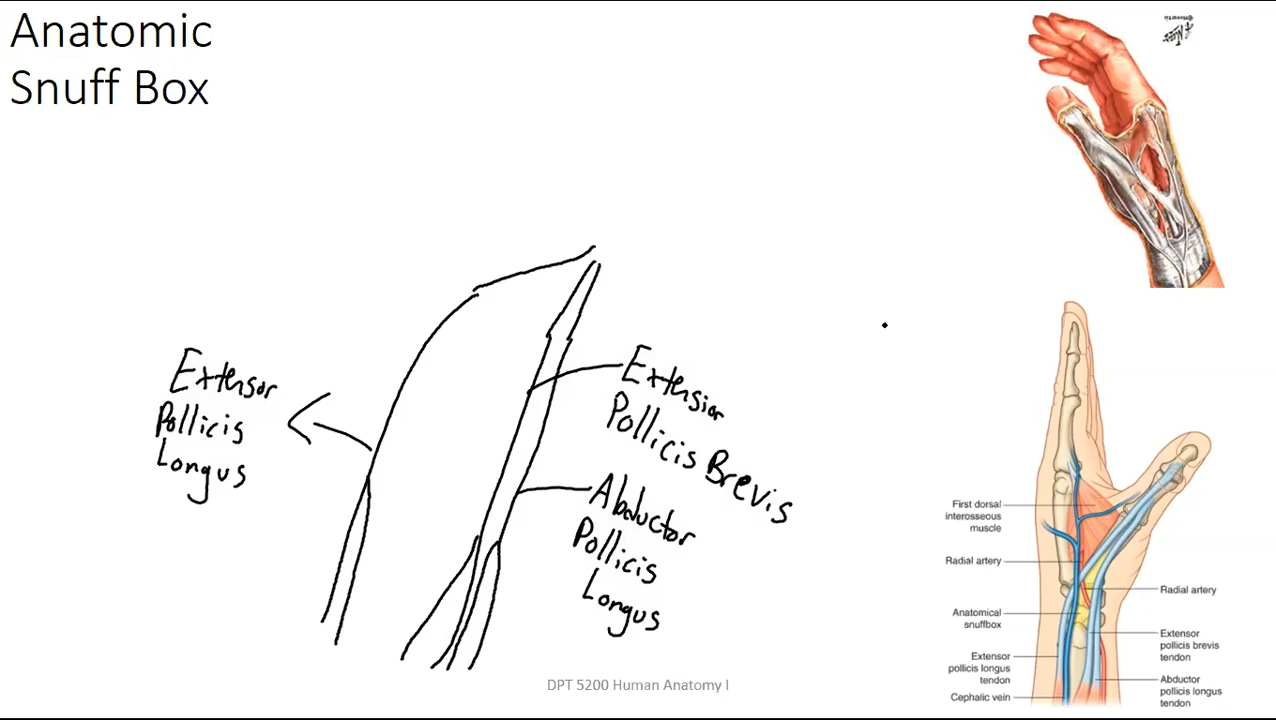 Anatomic
Snuff Box
Extensor
Pollicis
Longus
Extensior
Pollicis Brevis
Abductor
Pollicis
Longus
First dorsal
interosseous
muscle
Radial artery
Anatomical
snuffbox
Extensor
pollicis longus
tendon
Cephalic vein
Radial artery
Extensor
pollicis brevis
tendon
Abductor
pollicis longus
tendon
DPT 5200 Human Anatomy I